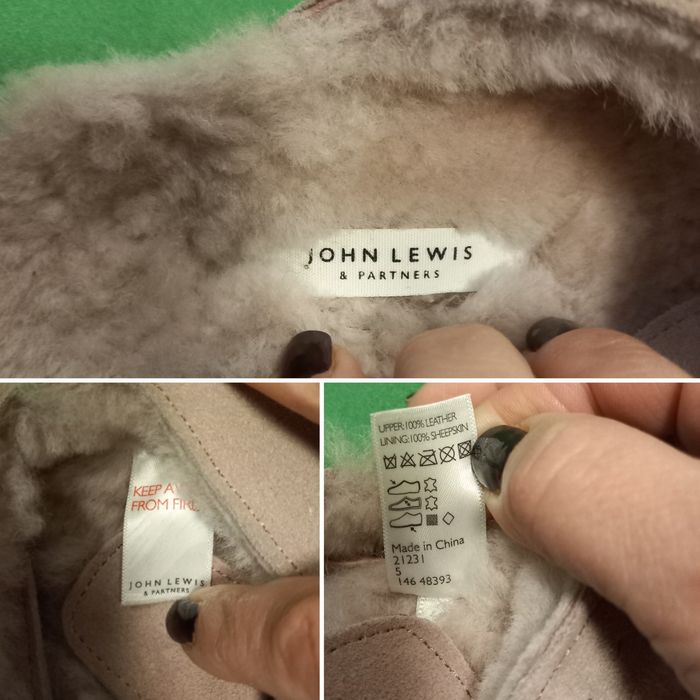 JOHN LEWIS
& PARTNERS
KEEP A
FROM FIRE
JOHN LEWIS
& PARTNERS
UPPER:100% LEATHER
LINING:100% SHEEPSKIN
Made in China
21231
5
146 48393